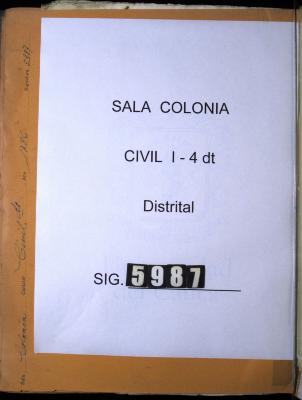 SALA COLONIA
CIVIL I - 4 dt
Distrital
SIG. 5987